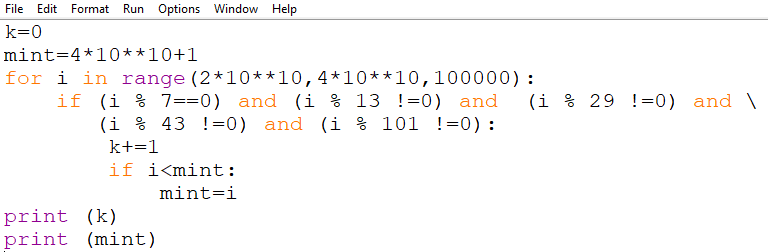 File Edit Format Run Options Window Help
k=0
mint=4*10**10+1
for i in range(2*10**10,4*10**10,100000):
    if (i % 7==0) and (i % 13 !=0) and  (i % 29 !=0) and \
       (i % 43 !=0) and (i % 101 !=0):
        k+=1
        if i<mint:
            mint=i
print (k)
print (mint)